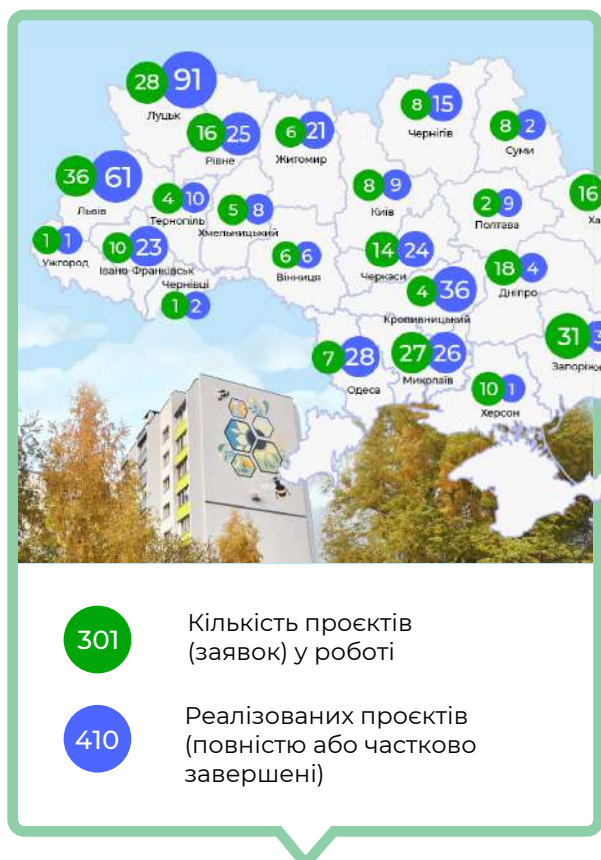 28 91
Луцьк
16 25
Рівне
6 21
Житомир
8 15
Чернігів
8 2
Суми
36 61
Львів
4 10
Тернопіль
5 8
Хмельницький
8 9
Київ
2 9
Полтава
16
1 1
Ужгород
10 23
Івано-Франківськ
6 6
Вінниця
14 24
Черкаси
18 4
Дніпро
Чернівці
1 2
4 36
Кропивницький
7 28
Одеса
27 26
Миколаїв
31
10 1
Херсон
301
Кількість проєктів
(заявок) у роботі
410
Реалізованих проєктів
(повністю або частково
завершені)